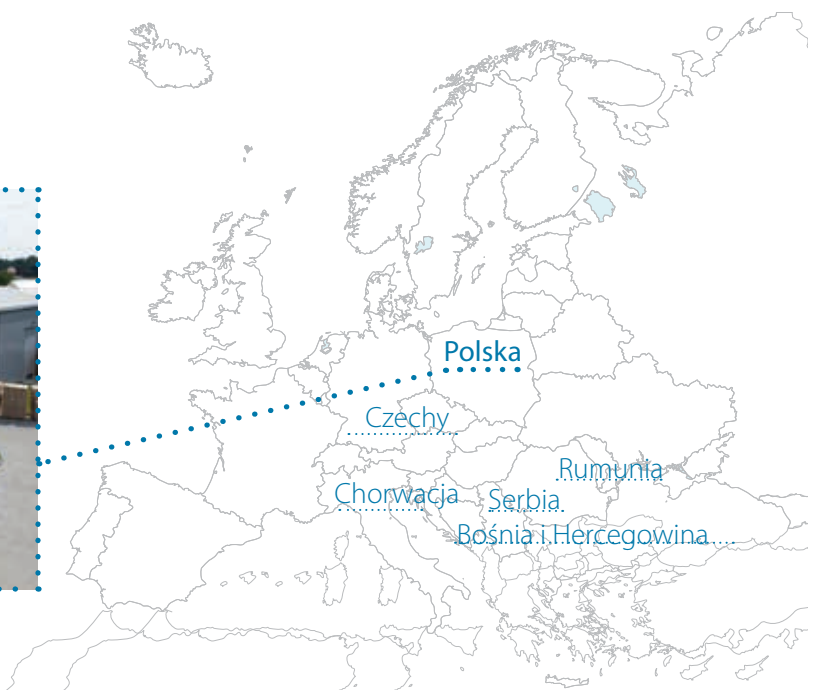 Polska
Czechy
Rumunia
Chorwacja
Serbia
Bośnia i Hercegowina